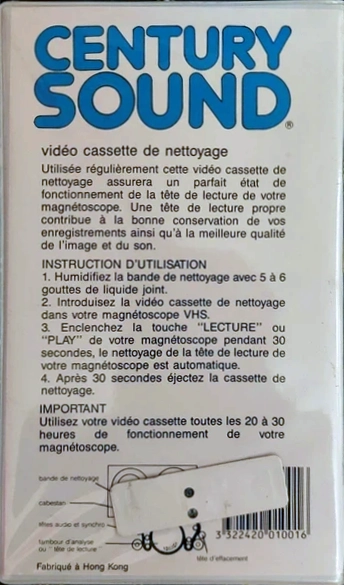 CENTURY
SOUND®
vidéo cassette de nettoyage
Utilisée régulièrement cette vidéo cassette de
nettoyage assurera un parfait état de
fonctionnement de la tête de lecture de votre
magnétoscope. Une tête de lecture propre
contribue à la bonne conservation de vos
enregistrements ainsi qu'à la meilleure qualité
de l'image et du son.
INSTRUCTION D'UTILISATION
1. Humidifiez la bande de nettoyage avec 5 à 6
gouttes de liquide joint.
2. Introduisez la vidéo cassette de nettoyage
dans votre magnétoscope VHS.
3. Enclenchez la touche "LECTURE" ou
"PLAY" de votre magnétoscope pendant 30
secondes, le nettoyage de la tête de lecture de
votre magnétoscope est automatique.
4. Après 30 secondes éjectez la cassette de
nettoyage.
IMPORTANT
Utilisez votre vidéo cassette toutes les 20 à 30
heures de fonctionnement de votre
magnétoscope.
bande de nettoyage
cabestan
têtes audio et synchro
tambour d'analyse
ou "tête de lecture"
tête d'effacement
3 322420 010016
Fabriqué à Hong Kong